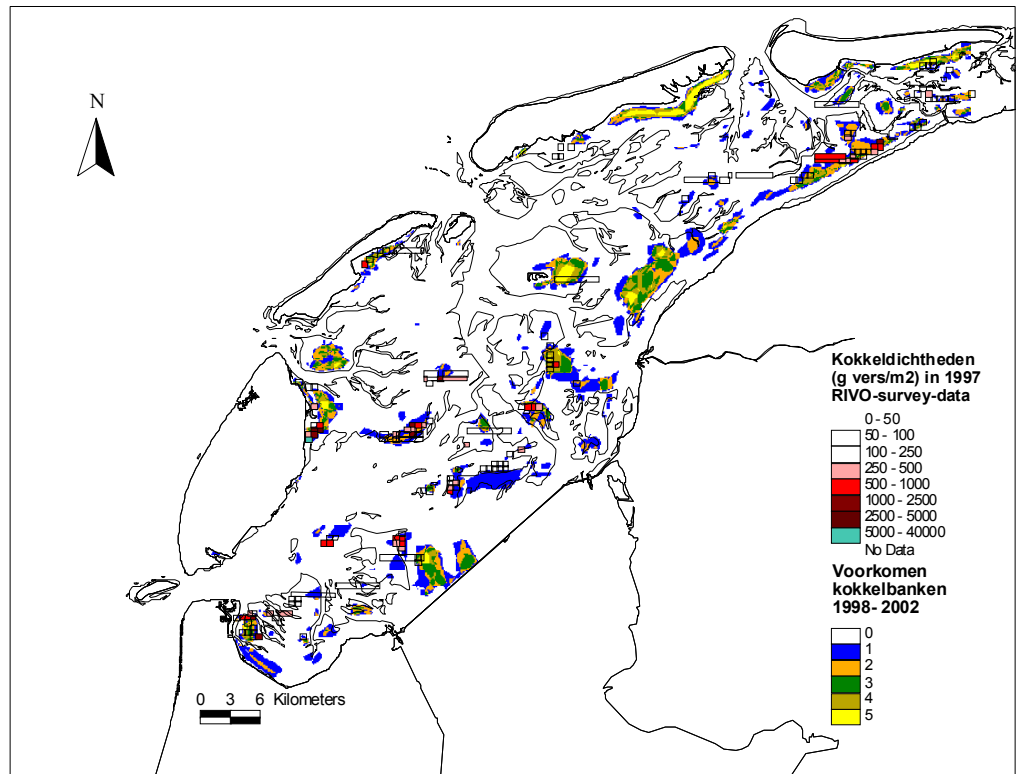 N
Kokkeldichtheden
(g vers/m2) in 1997
RIVO-survey-data
0 - 50
50 - 100
100 - 250
250 - 500
500 - 1000
1000 - 2500
2500 - 5000
5000 - 40000
No Data
Voorkomen
kokkelbanken
1998- 2002
0
1
2
3
4
5
0 3 6 Kilometers